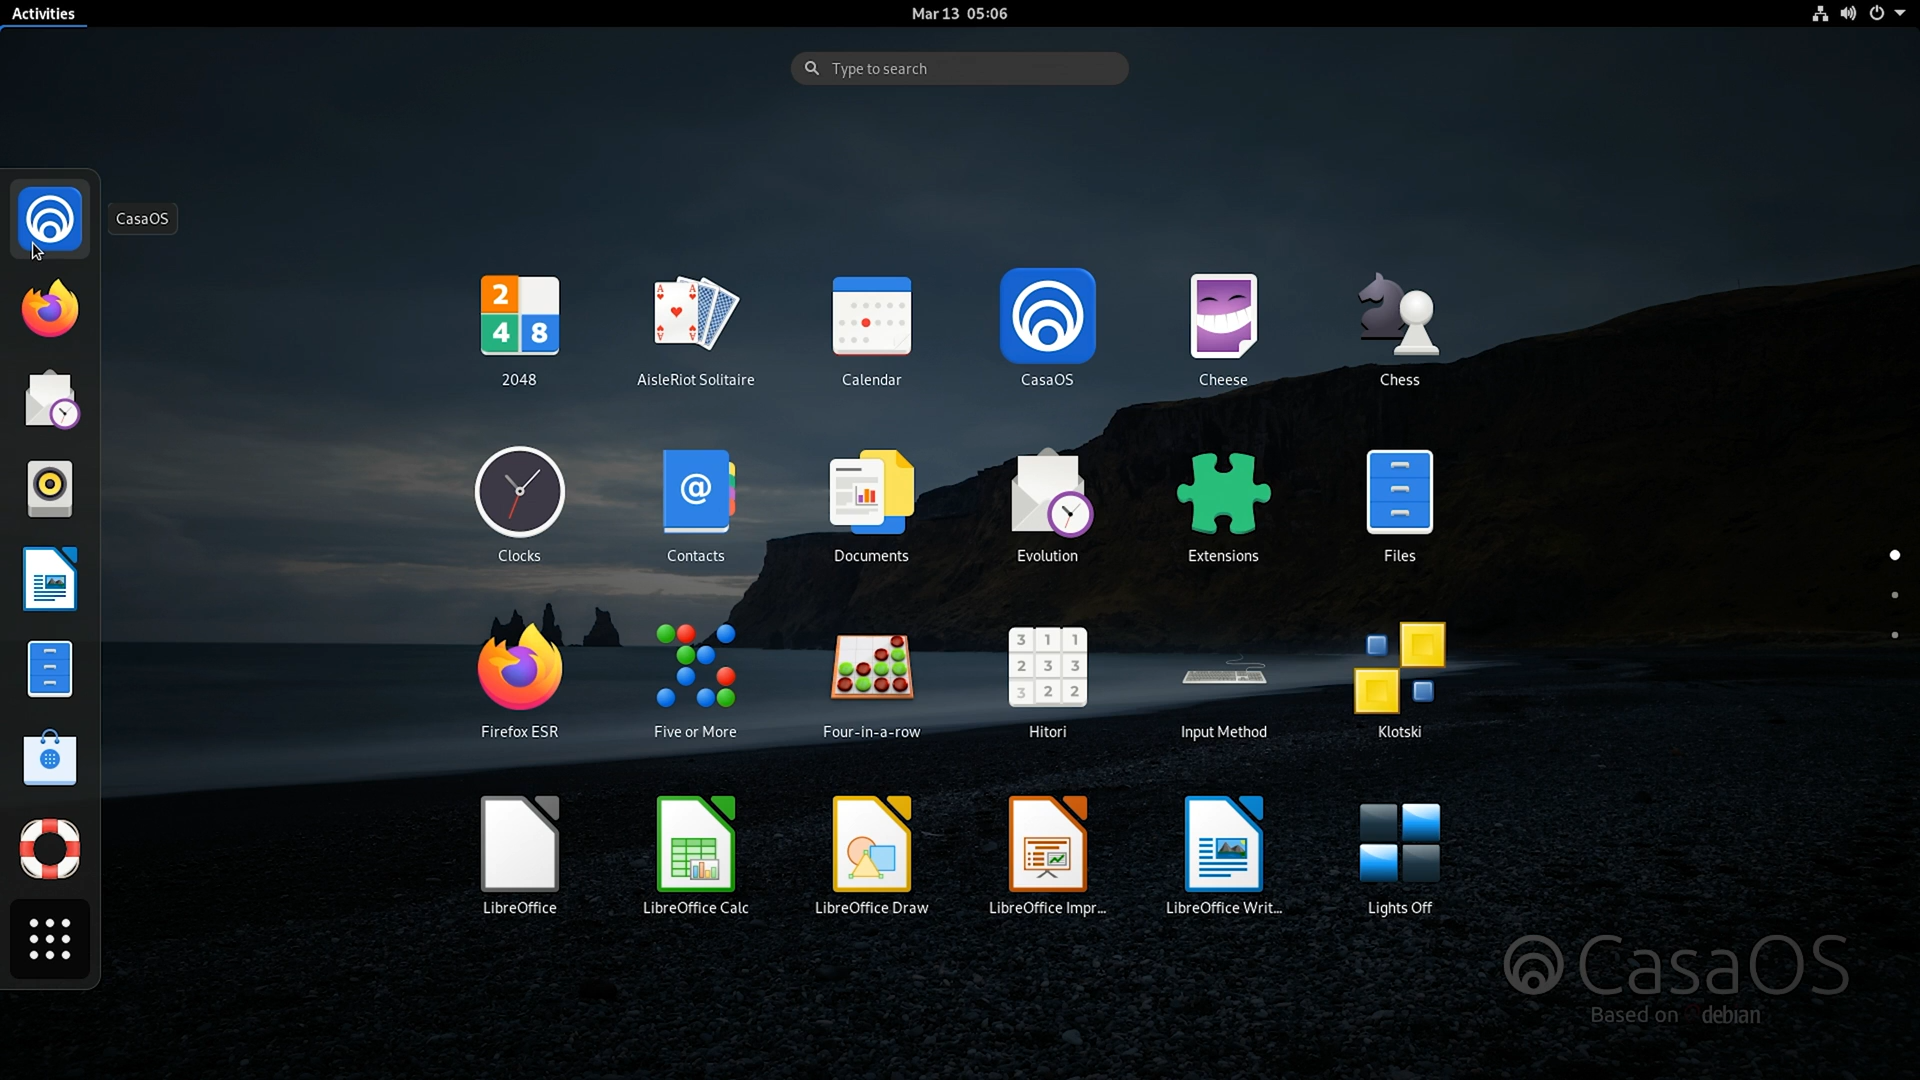 Activities
Mar 13 05:06
Type to search
CasaOS
2 4 8
2048
AisleRiot Solitaire
Calendar
CasaOS
Cheese
Chess
Clocks
Contacts
Documents
Evolution
Extensions
Files
Firefox ESR
Five or More
Four-in-a-row
3 1 1
2 3 3
3 2 2
Hitori
Input Method
Klotski
LibreOffice
LibreOffice Calc
LibreOffice Draw
LibreOffice Impr...
LibreOffice Writ...
Lights Off
CasaOS
Based on debian